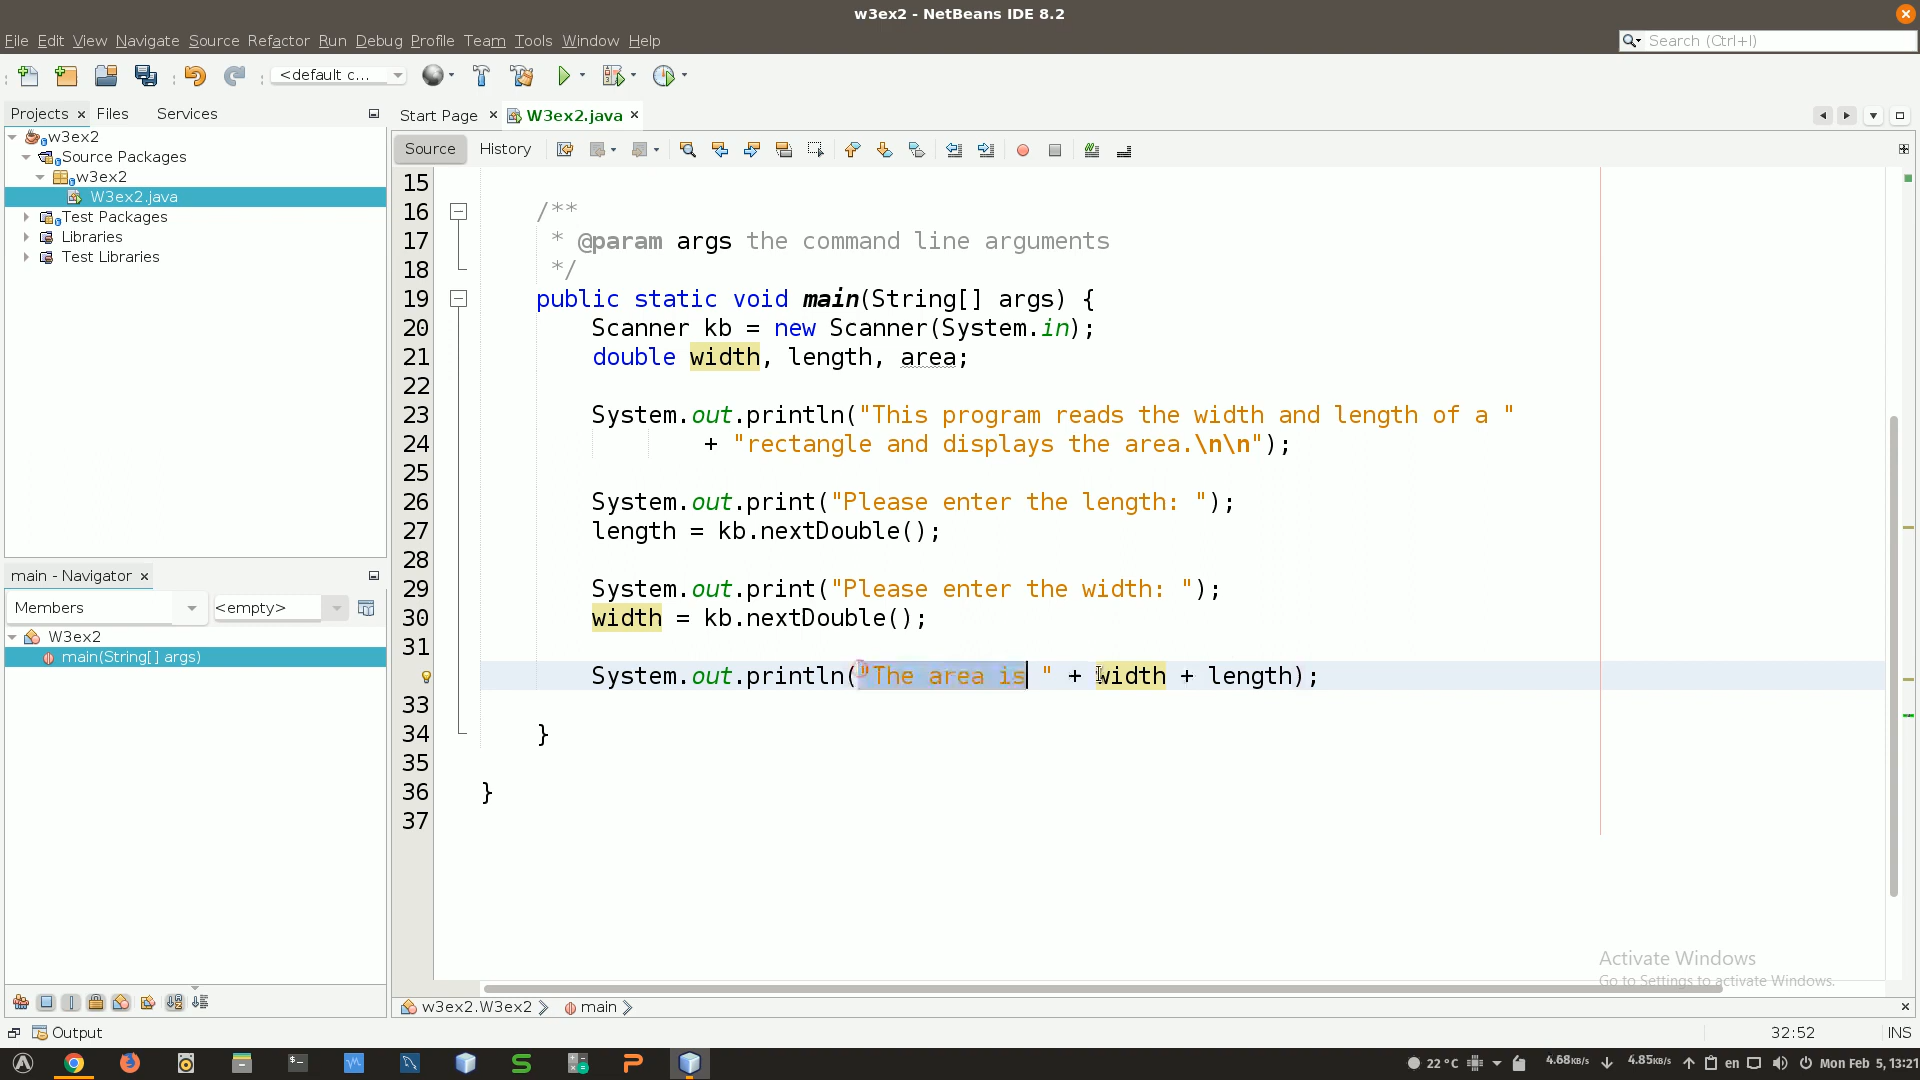 w3ex2 - NetBeans IDE 8.2
File Edit View Navigate Source Refactor Run Debug Profile Team Tools Window Help
Search (Ctrl+I)
<default c...
Projects Files Services
Start Page W3ex2.java
w3ex2
Source Packages
w3ex2
W3ex2.java
Test Packages
Libraries
Test Libraries
Source History
15
16 /**
17 * @param args the command line arguments
18 */
19 public static void main(String[] args) {
20 Scanner kb = new Scanner(System.in);
21 double width, length, area;
22
23 System.out.println("This program reads the width and length of a "
24 + "rectangle and displays the area.\n\n");
25
26 System.out.print("Please enter the length: ");
27 length = kb.nextDouble();
28
29 System.out.print("Please enter the width: ");
30 width = kb.nextDouble();
31
System.out.println("The area is " + width + length);
33
34 }
35
36 }
37
main - Navigator
Members <empty>
W3ex2
main(String[] args)
Activate Windows
Go to Settings to activate Windows.
w3ex2.W3ex2 main
Output
32:52 INS
22 °C 4.68KB/s 4.85KB/s en Mon Feb 5, 13:21